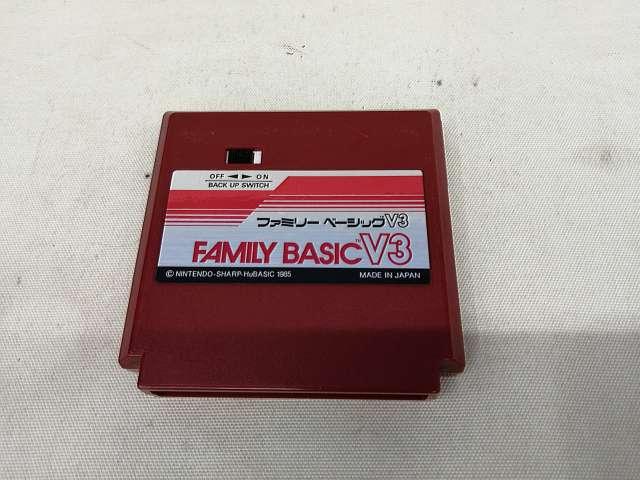 OFF ◄► ON
BACK UP SWITCH
ファミリー ベーシックV3
FAMILY BASIC™ V3
© NINTENDO-SHARP-HuBASIC 1985 MADE IN JAPAN